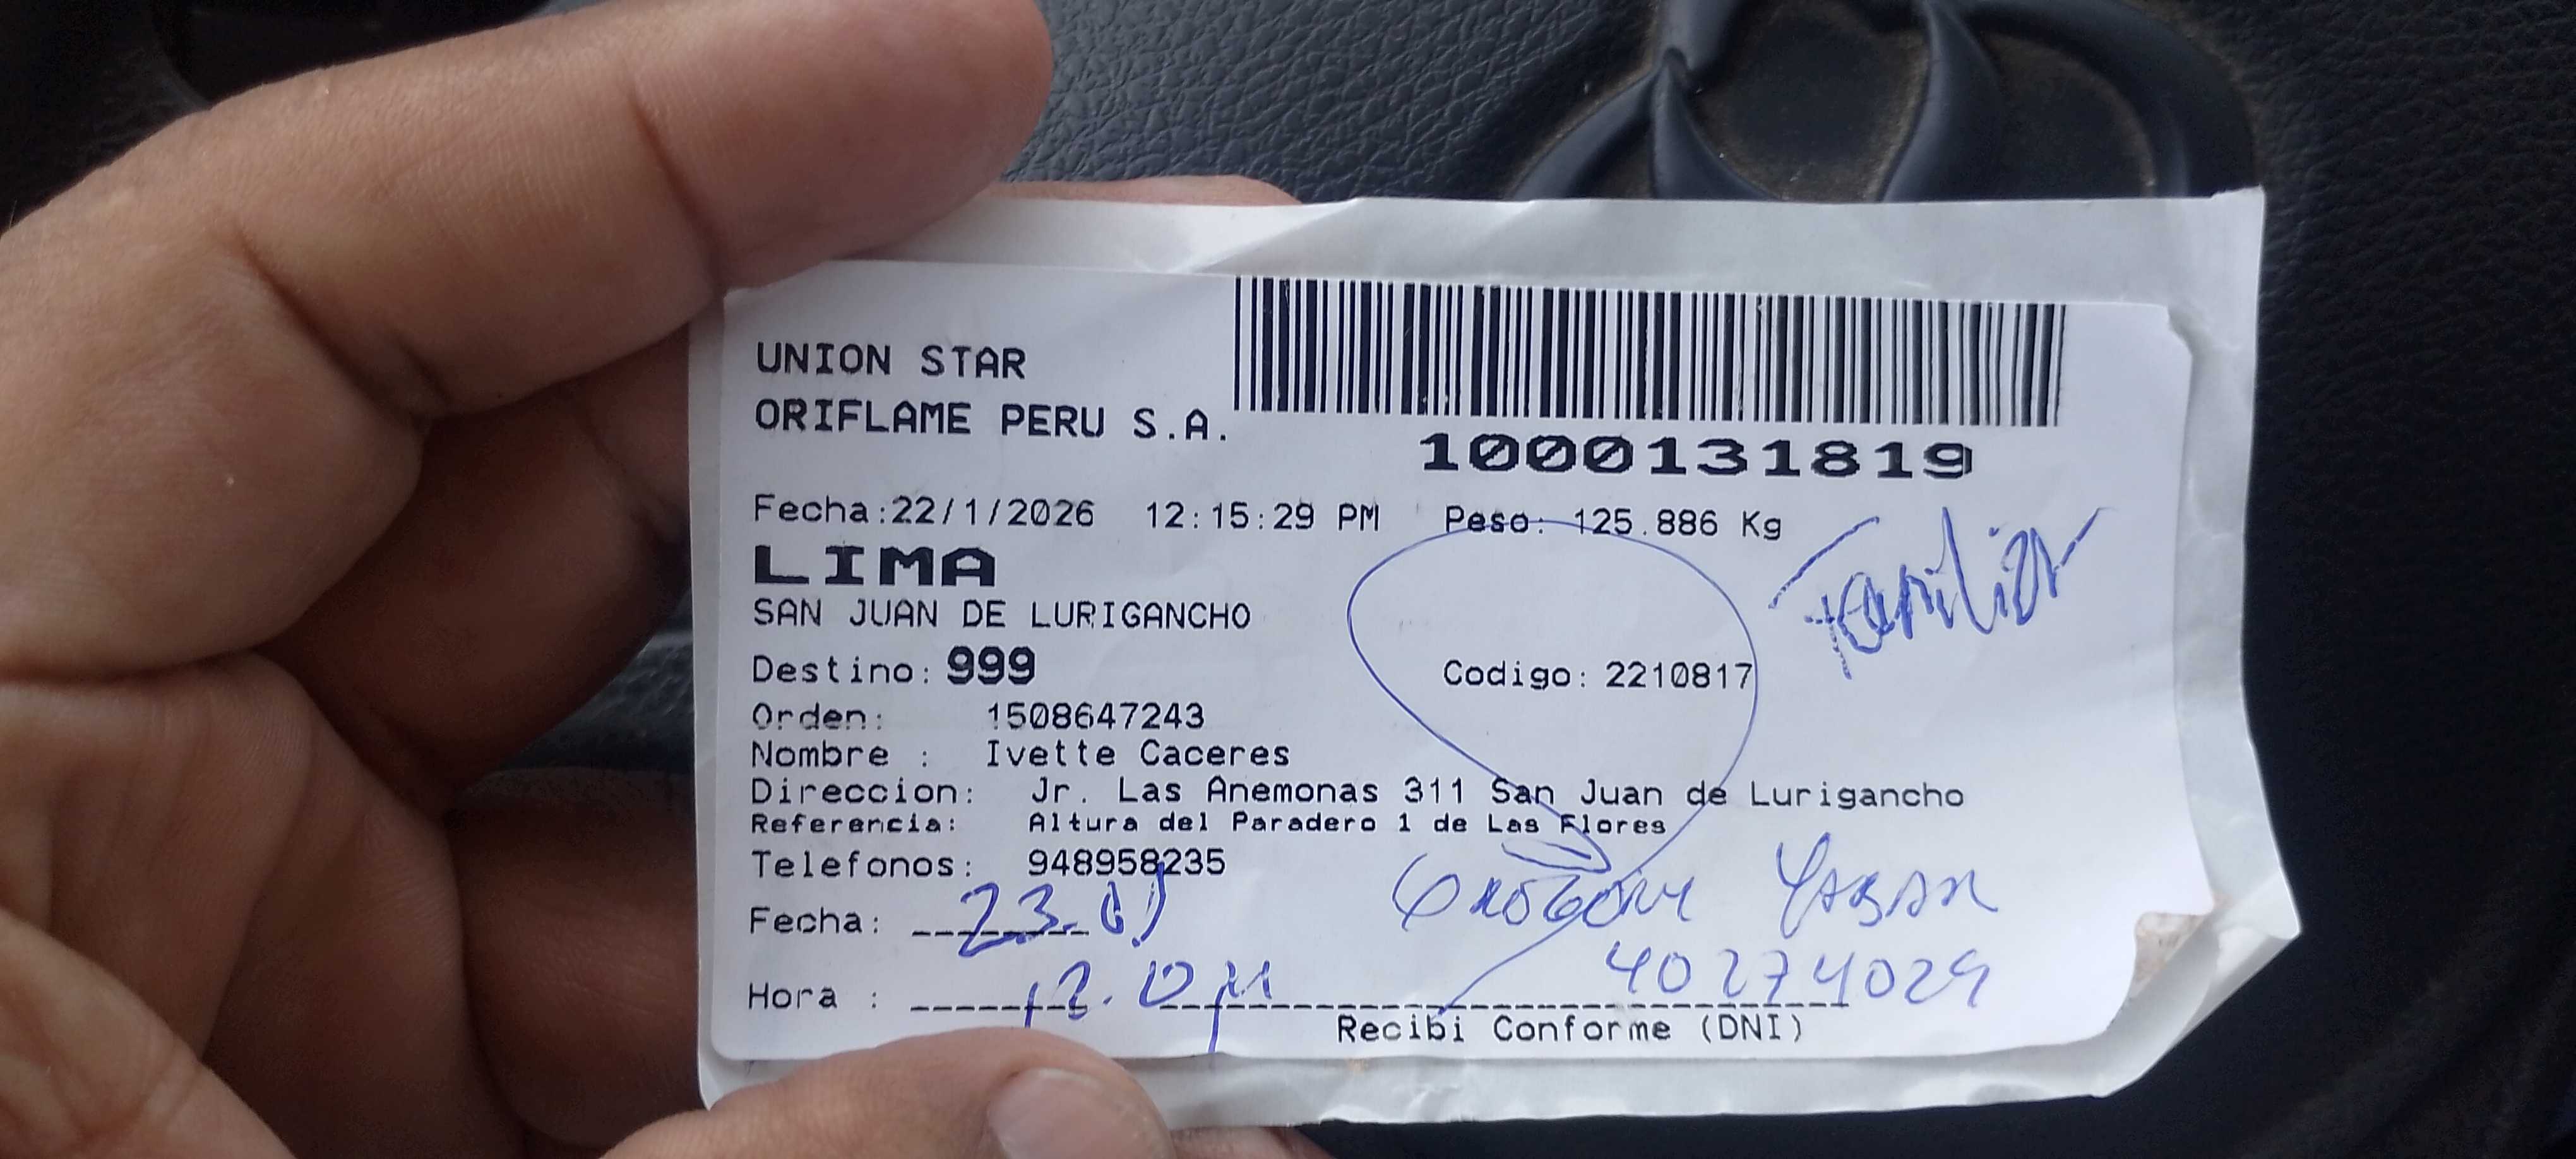 UNION STAR
ORIFLAME PERU S.A.
1000131819
Fecha:22/1/2026 12:15:29 PM Peso: 125.886 Kg
LIMA
Familiar
SAN JUAN DE LURIGANCHO
Destino: 999 Codigo: 2210817
Orden: 1508647243
Nombre : Ivette Caceres
Direccion: Jr. Las Anemonas 311 San Juan de Lurigancho
Referencia: Altura del Paradero 1 de Las Flores
Telefonos: 948958235
Fecha: 23.01
Hora : 40274029
Recibi Conforme (DNI)